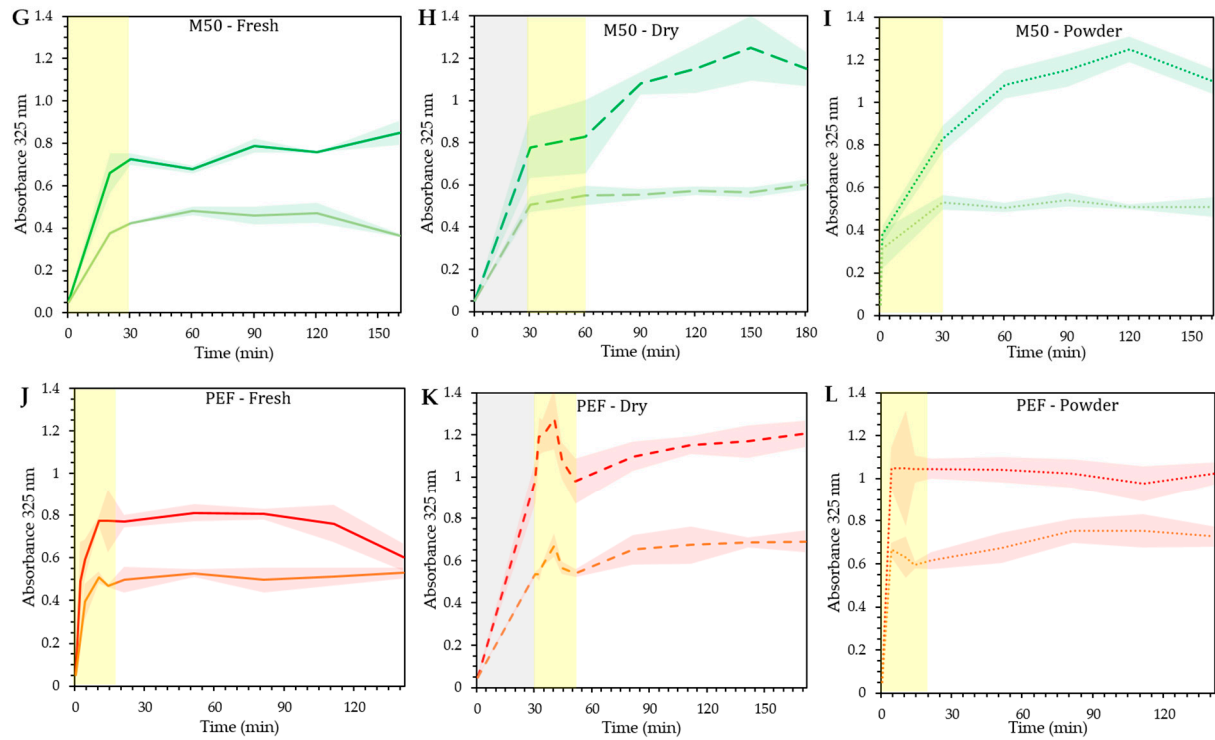 G
M50 - Fresh
Absorbance 325 nm
1.4
1.2
1.0
0.8
0.6
0.4
0.2
0.0
0 30 60 90 120 150
Time (min)
H
M50 - Dry
Absorbance 325 nm
1.4
1.2
1
0.8
0.6
0.4
0.2
0
0 30 60 90 120 150 180
Time (min)
I
M50 - Powder
Absorbance 325 nm
1.4
1.2
1
0.8
0.6
0.4
0.2
0
0 30 60 90 120 150
Time (min)
J
PEF - Fresh
Absorbance 325 nm
1.4
1.2
1
0.8
0.6
0.4
0.2
0
0 30 60 90 120
Time (min)
K
PEF - Dry
Absorbance 325 nm
1.4
1.2
1
0.8
0.6
0.4
0.2
0
0 30 60 90 120 150
Time (min)
L
PEF - Powder
Absorbance 325 nm
1.4
1.2
1
0.8
0.6
0.4
0.2
0
0 30 60 90 120
Time (min)